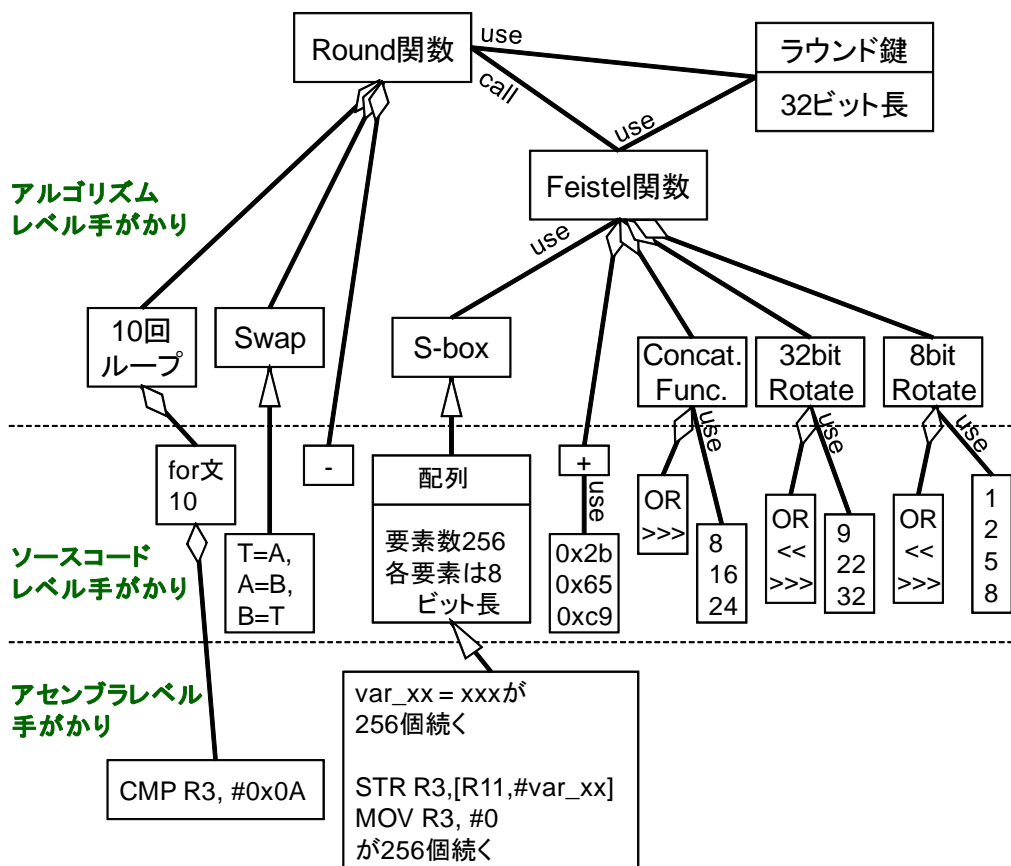 Round関数
use
call
use
ラウンド鍵
32ビット長
Feistel関数
アルゴリズム
レベル手がかり
use
10回
ループ
Swap
S-box
Concat.
Func.
32bit
Rotate
8bit
Rotate
for文
10
-
配列
要素数256
各要素は8
ビット長
+
use
use
use
use
T=A,
A=B,
B=T
0x2b
0x65
0xc9
OR
>>>
8
16
24
OR
<<
>>>
9
22
32
OR
<<
>>>
1
2
5
8
ソースコード
レベル手がかり
アセンブラレベル
手がかり
CMP R3, #0x0A
var_xx = xxxが
256個続く
STR R3,[R11,#var_xx]
MOV R3, #0
が256個続く